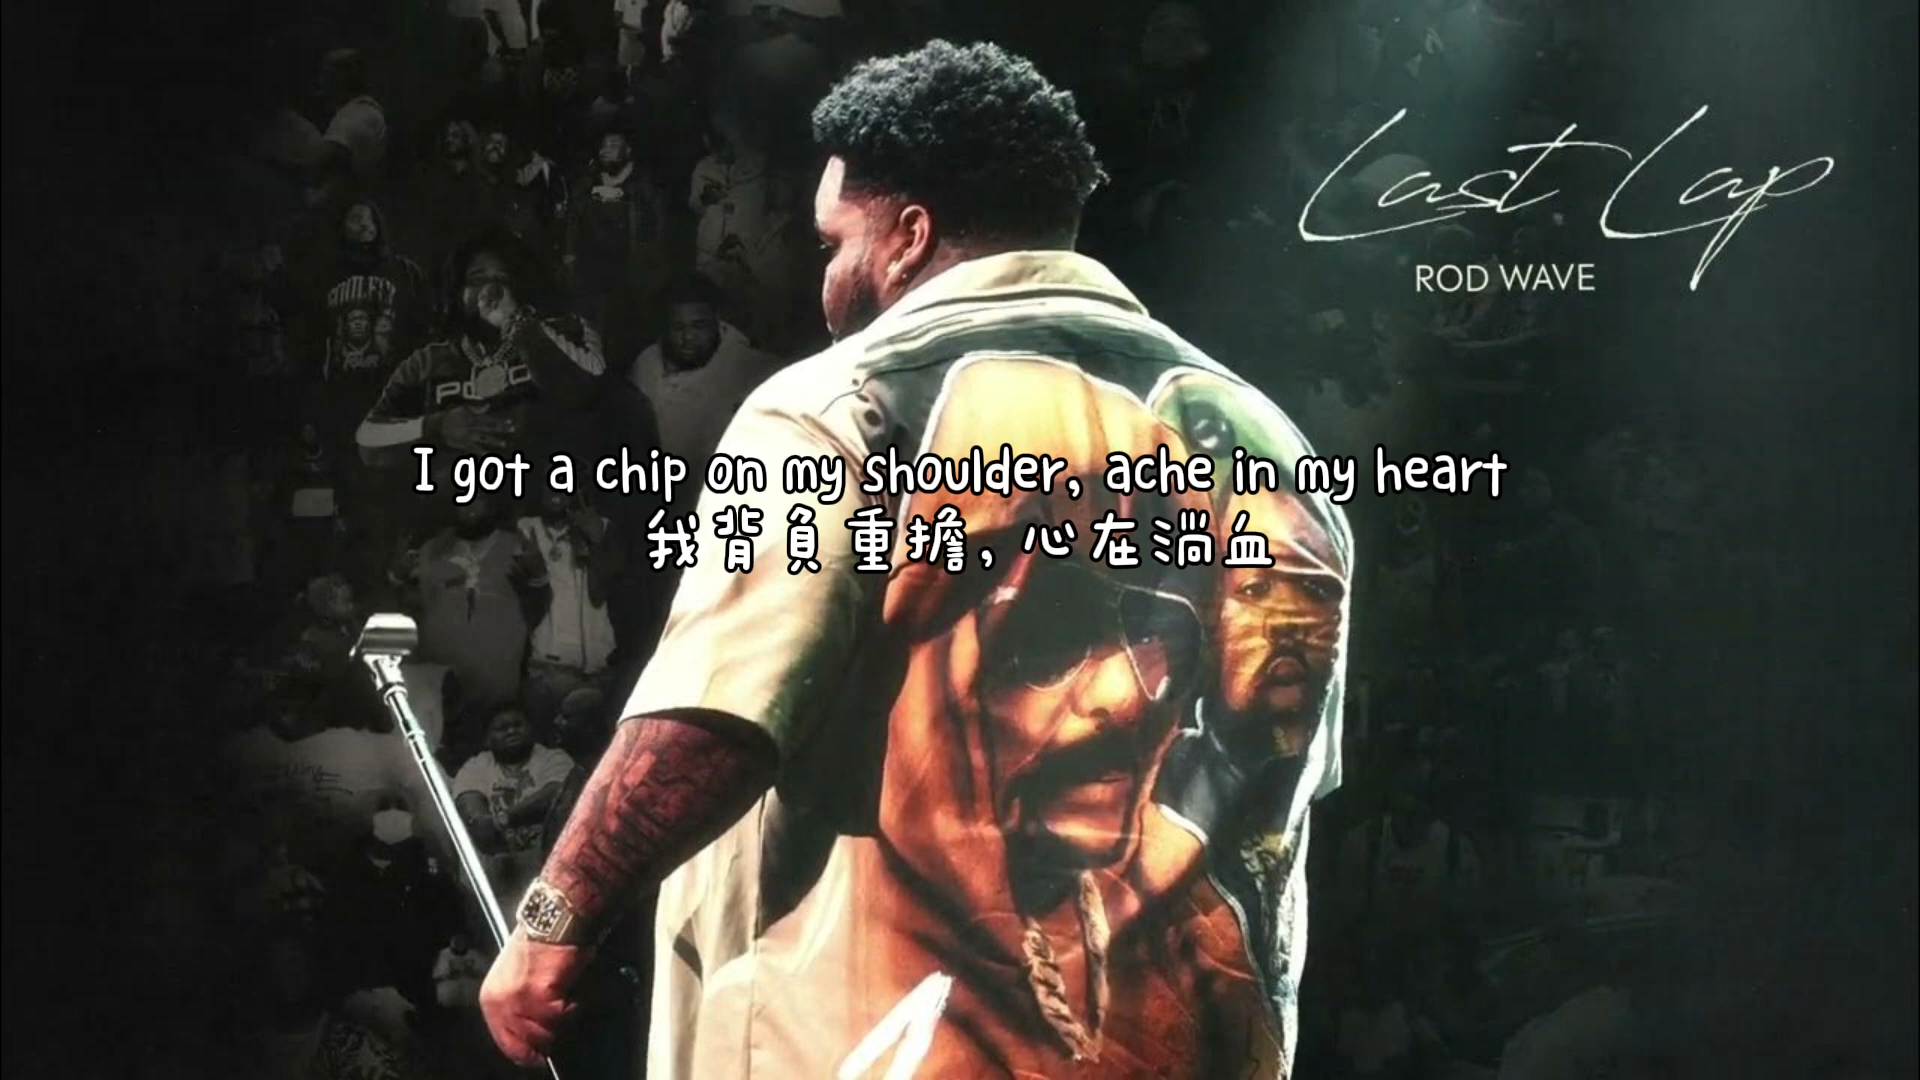 Last Lap
ROD WAVE
I got a chip on my shoulder, ache in my heart
我背負重擔, 心在淌血